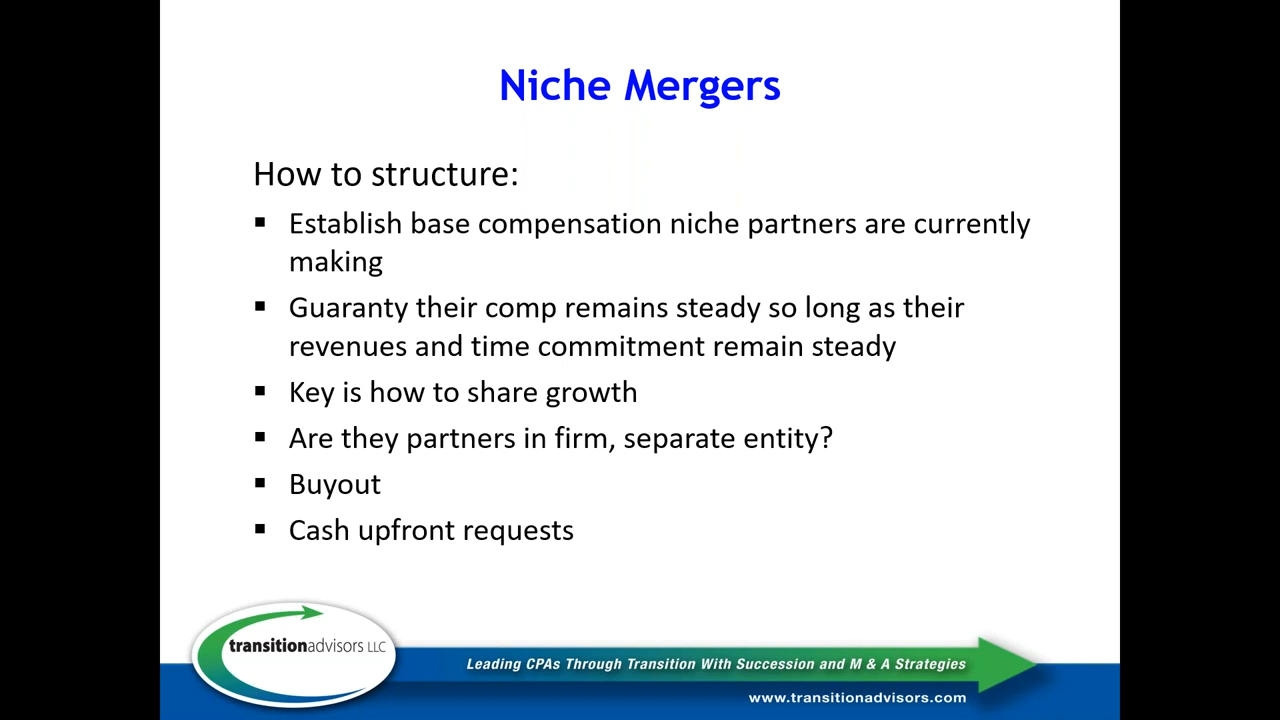 Niche Mergers
How to structure:
▪ Establish base compensation niche partners are currently
making
▪ Guaranty their comp remains steady so long as their
revenues and time commitment remain steady
▪ Key is how to share growth
▪ Are they partners in firm, separate entity?
▪ Buyout
▪ Cash upfront requests
transitionadvisors LLC
Leading CPAs Through Transition With Succession and M & A Strategies
www.transitionadvisors.com